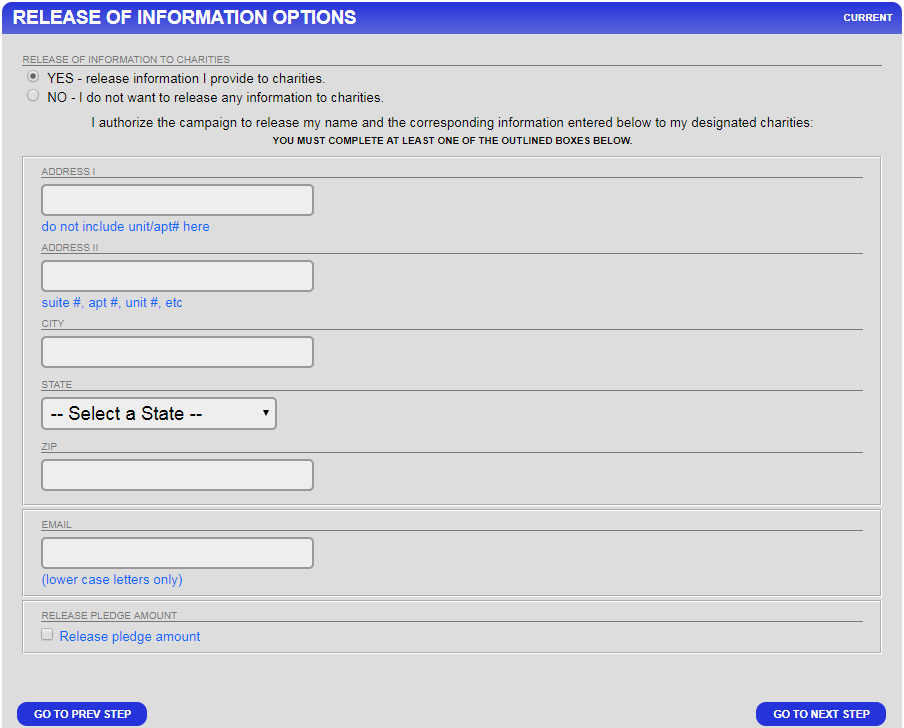 RELEASE OF INFORMATION OPTIONS
CURRENT
RELEASE OF INFORMATION TO CHARITIES
YES - release information I provide to charities.
NO - I do not want to release any information to charities.
I authorize the campaign to release my name and the corresponding information entered below to my designated charities:
YOU MUST COMPLETE AT LEAST ONE OF THE OUTLINED BOXES BELOW.
ADDRESS I
do not include unit/apt# here
ADDRESS II
suite #, apt #, unit #, etc
CITY
STATE
-- Select a State --
ZIP
EMAIL
(lower case letters only)
RELEASE PLEDGE AMOUNT
Release pledge amount
GO TO PREV STEP
GO TO NEXT STEP